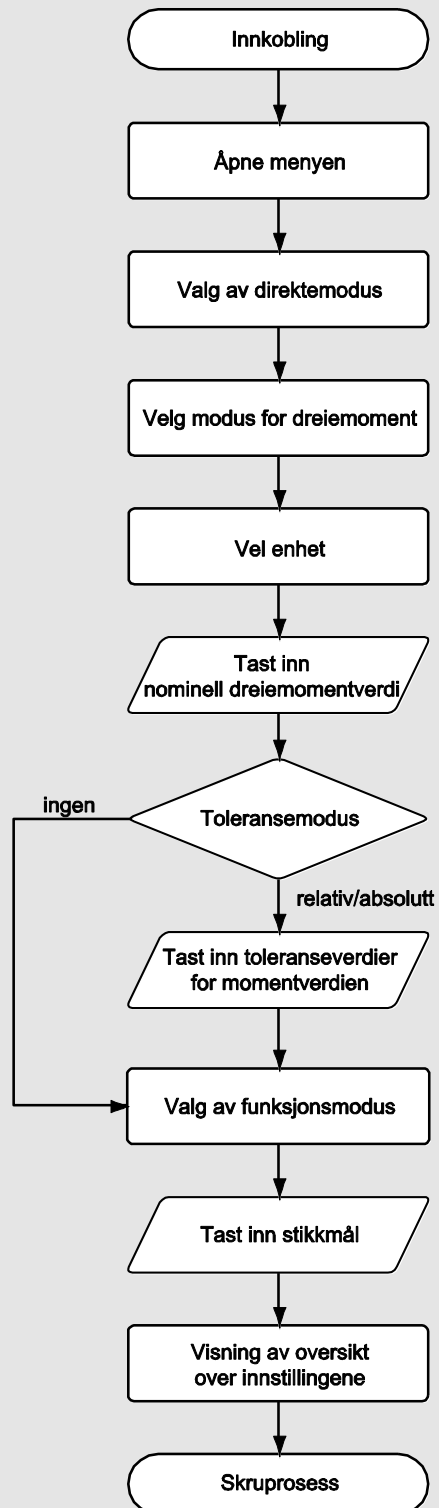 Innkobling
Åpne menyen
Valg av direktemodus
Velg modus for dreiemoment
Vel enhet
Tast inn
nominell dreiemomentverdi
ingen
Toleransemodus
relativ/absolutt
Tast inn toleranseverdier
for momentverdien
Valg av funksjonsmodus
Tast inn stikkmål
Visning av oversikt
over innstillingene
Skruprosess